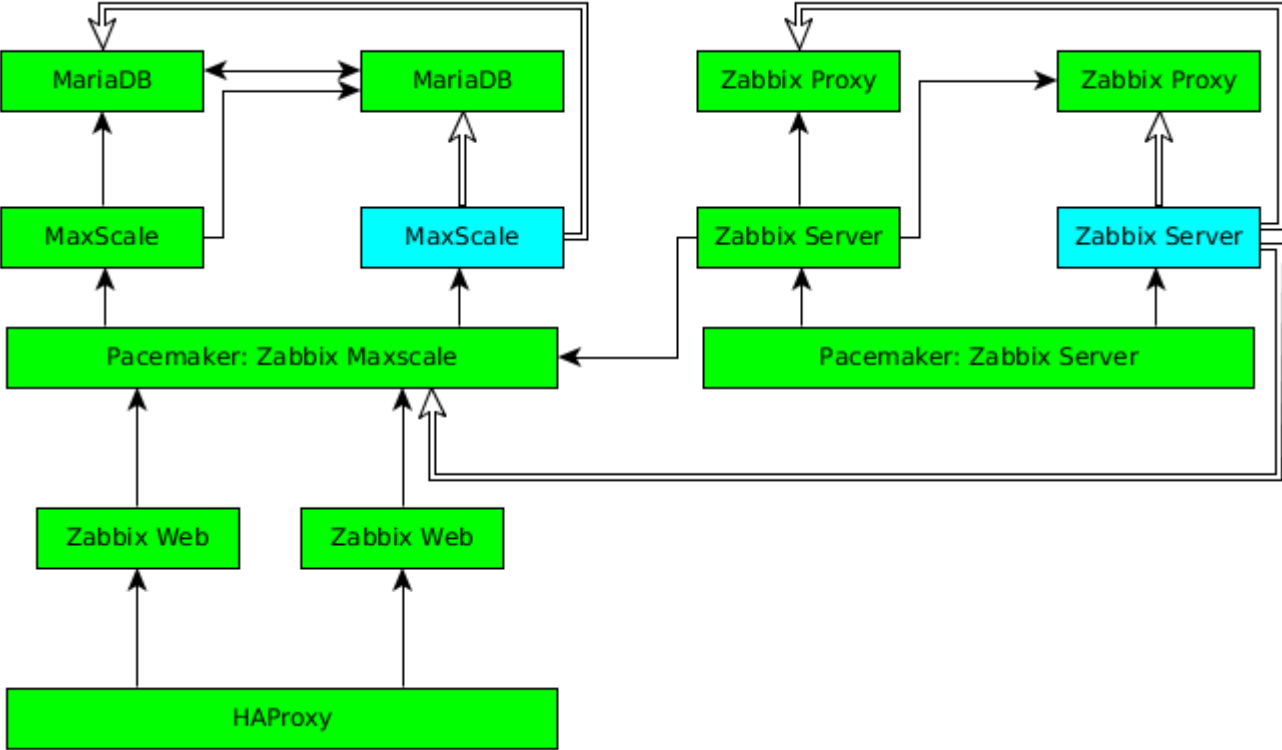 MariaDB
MariaDB
Zabbix Proxy
Zabbix Proxy
MaxScale
MaxScale
Zabbix Server
Zabbix Server
Pacemaker: Zabbix Maxscale
Pacemaker: Zabbix Server
Zabbix Web
Zabbix Web
HAProxy